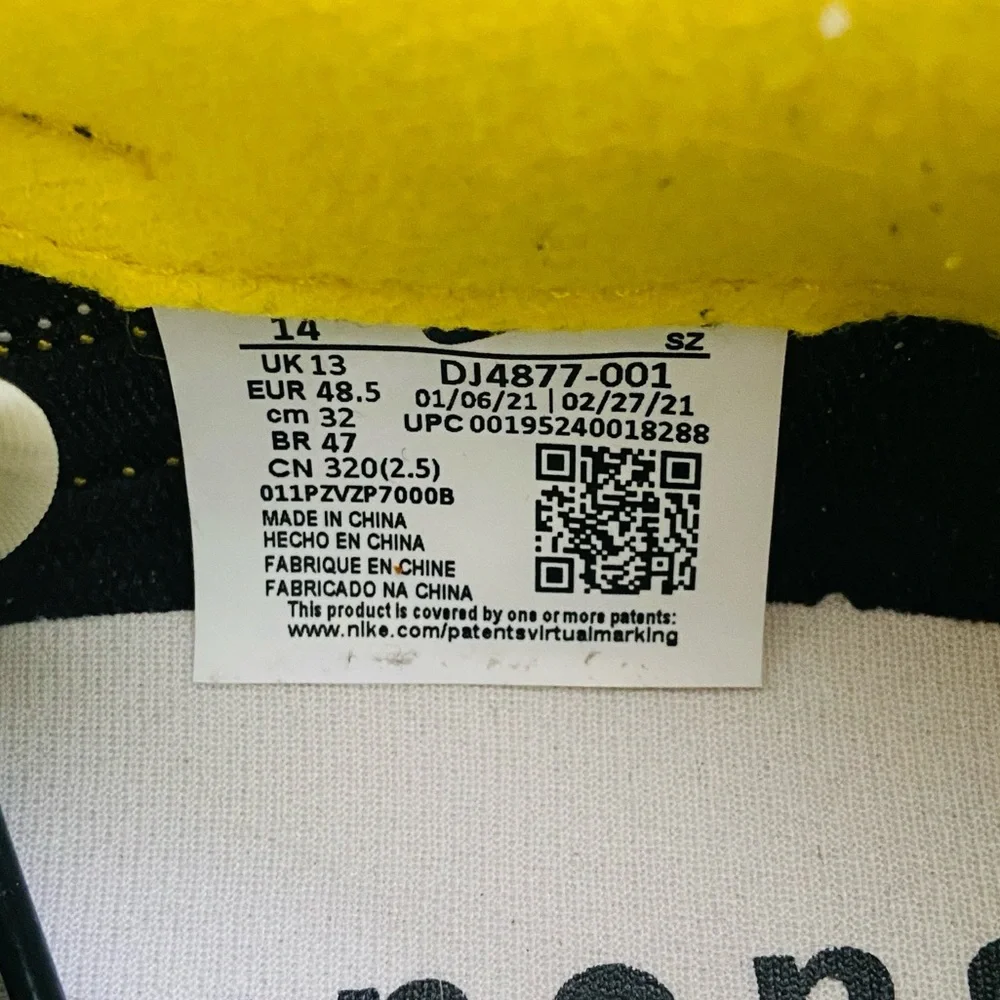 14
SZ
UK 13
EUR 48.5
cm 32
BR 47
CN 320(2.5)
011PZVZP7000B
DJ4877-001
01/06/21 | 02/27/21
UPC 00195240018288
MADE IN CHINA
HECHO EN CHINA
FABRIQUE EN CHINE
FABRICADO NA CHINA
This product is covered by one or more patents:
www.nike.com/patentsvirtualmarking